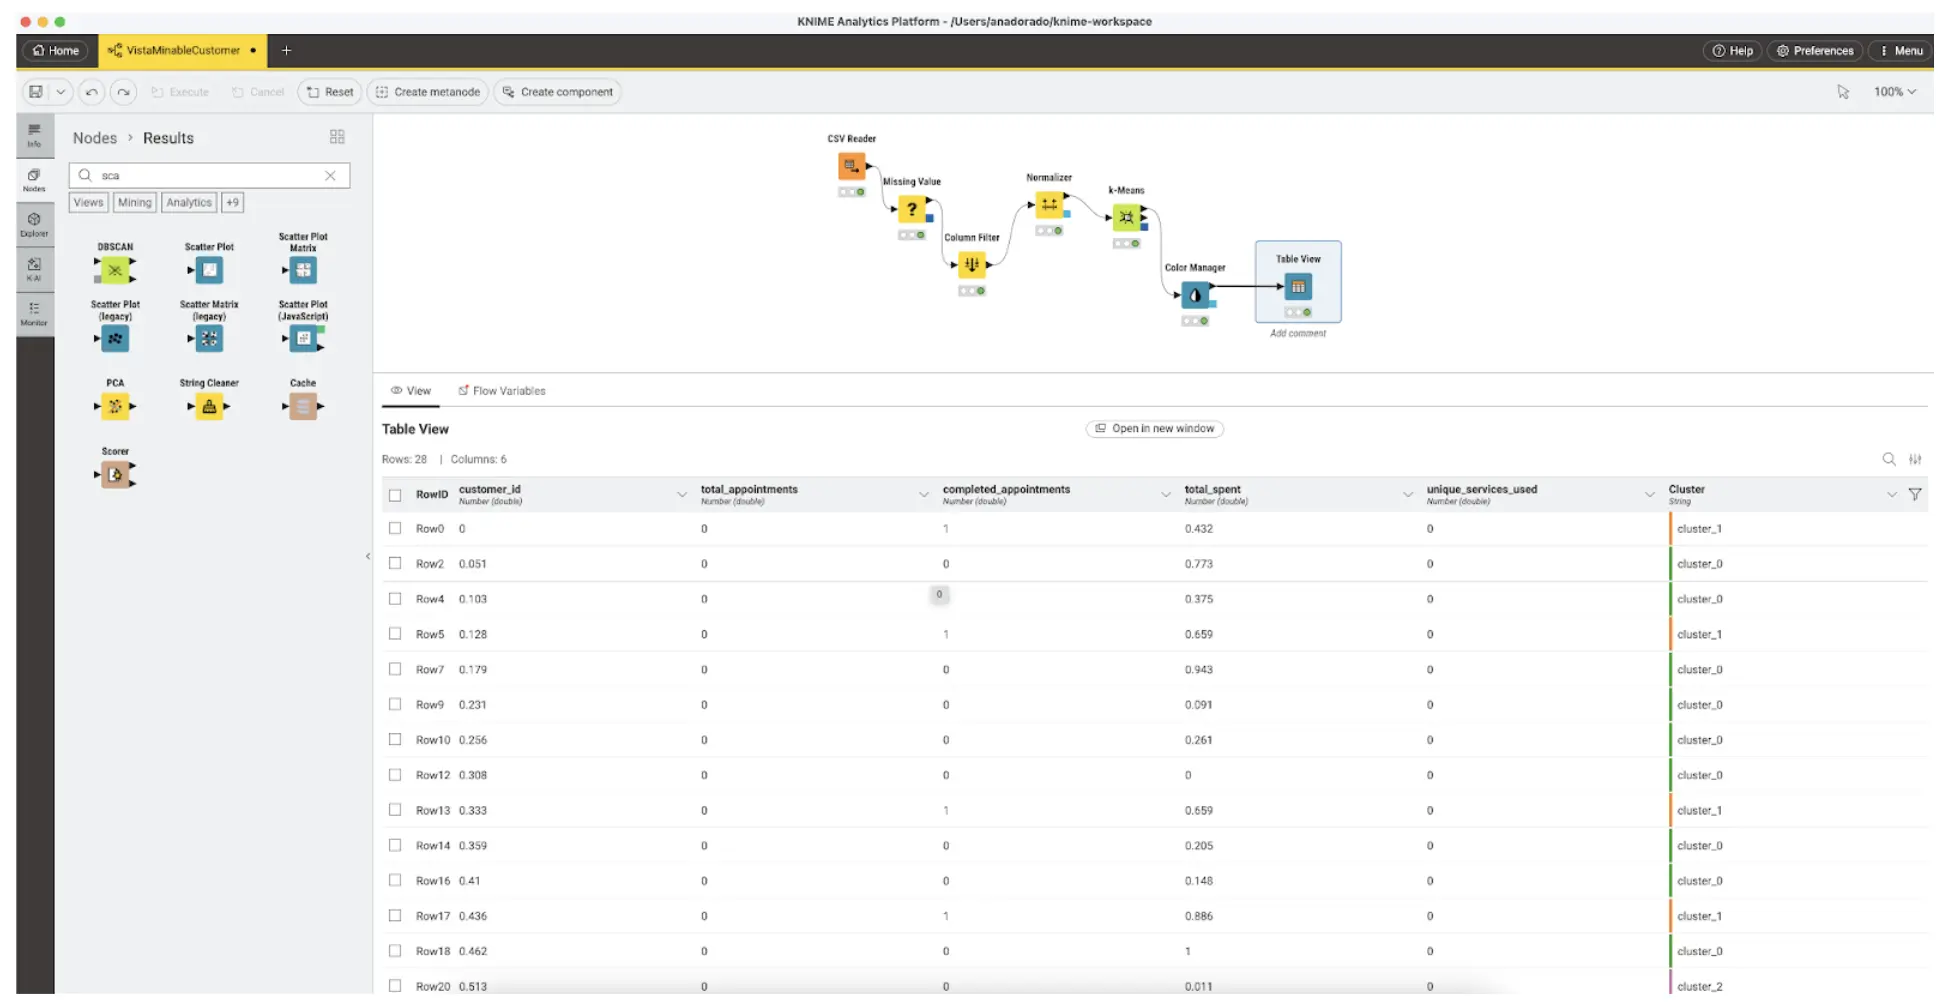 KNIME Analytics Platform - /Users/anadorado/knime-workspace
Home
VistaMinableCustomer
Help Preferences Menu
Execute Cancel Reset Create metanode Create component
100%
Info
Nodes
Explorer
K-AI
Monitor
Nodes > Results
sca
Views Mining Analytics +9
DBSCAN
Scatter Plot
Scatter Plot
Matrix
Scatter Plot
(legacy)
Scatter Matrix
(legacy)
Scatter Plot
(JavaScript)
PCA
String Cleaner
Cache
Scorer
CSV Reader
Missing Value
Column Filter
Normalizer
k-Means
Color Manager
Table View
Add comment
View Flow Variables
Table View
Open in new window
Rows: 28 | Columns: 6
RowID customer_id total_appointments completed_appointments total_spent unique_services_used Cluster
Number (double) Number (double) Number (double) Number (double) Number (double) String
Row0 0 0 1 0.432 0 cluster_1
Row2 0.051 0 0 0.773 0 cluster_0
Row4 0.103 0 0 0.375 0 cluster_0
Row5 0.128 0 1 0.659 0 cluster_1
Row7 0.179 0 0 0.943 0 cluster_0
Row9 0.231 0 0 0.091 0 cluster_0
Row10 0.256 0 0 0.261 0 cluster_0
Row12 0.308 0 0 0 0 cluster_0
Row13 0.333 0 1 0.659 0 cluster_1
Row14 0.359 0 0 0.205 0 cluster_0
Row16 0.41 0 0 0.148 0 cluster_0
Row17 0.436 0 1 0.886 0 cluster_1
Row18 0.462 0 0 1 0 cluster_0
Row20 0.513 0 0 0.011 0 cluster_2